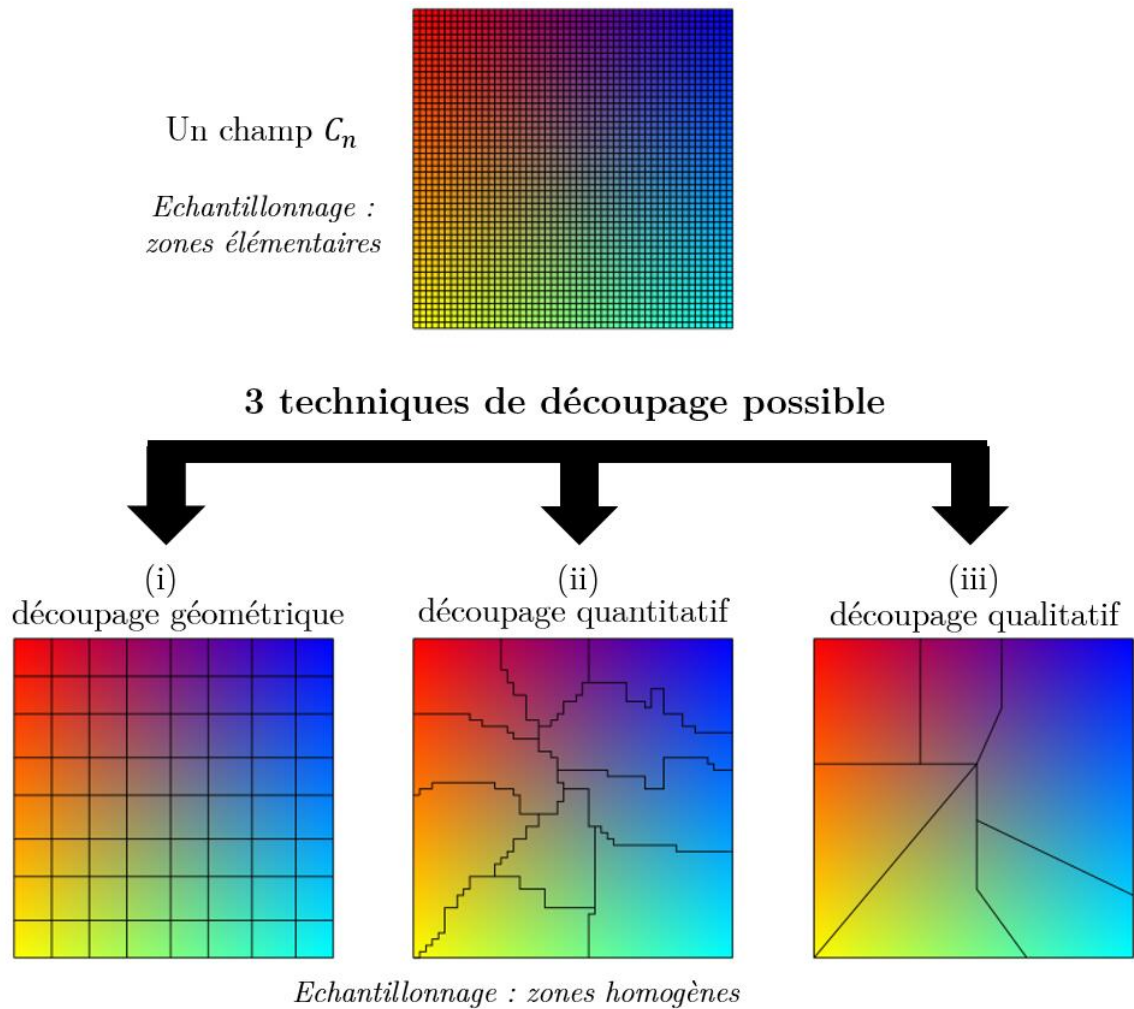 Un champ Cₙ
Echantillonnage :
zones élémentaires
3 techniques de découpage possible
(i)
découpage géométrique
(ii)
découpage quantitatif
(iii)
découpage qualitatif
Echantillonnage : zones homogènes